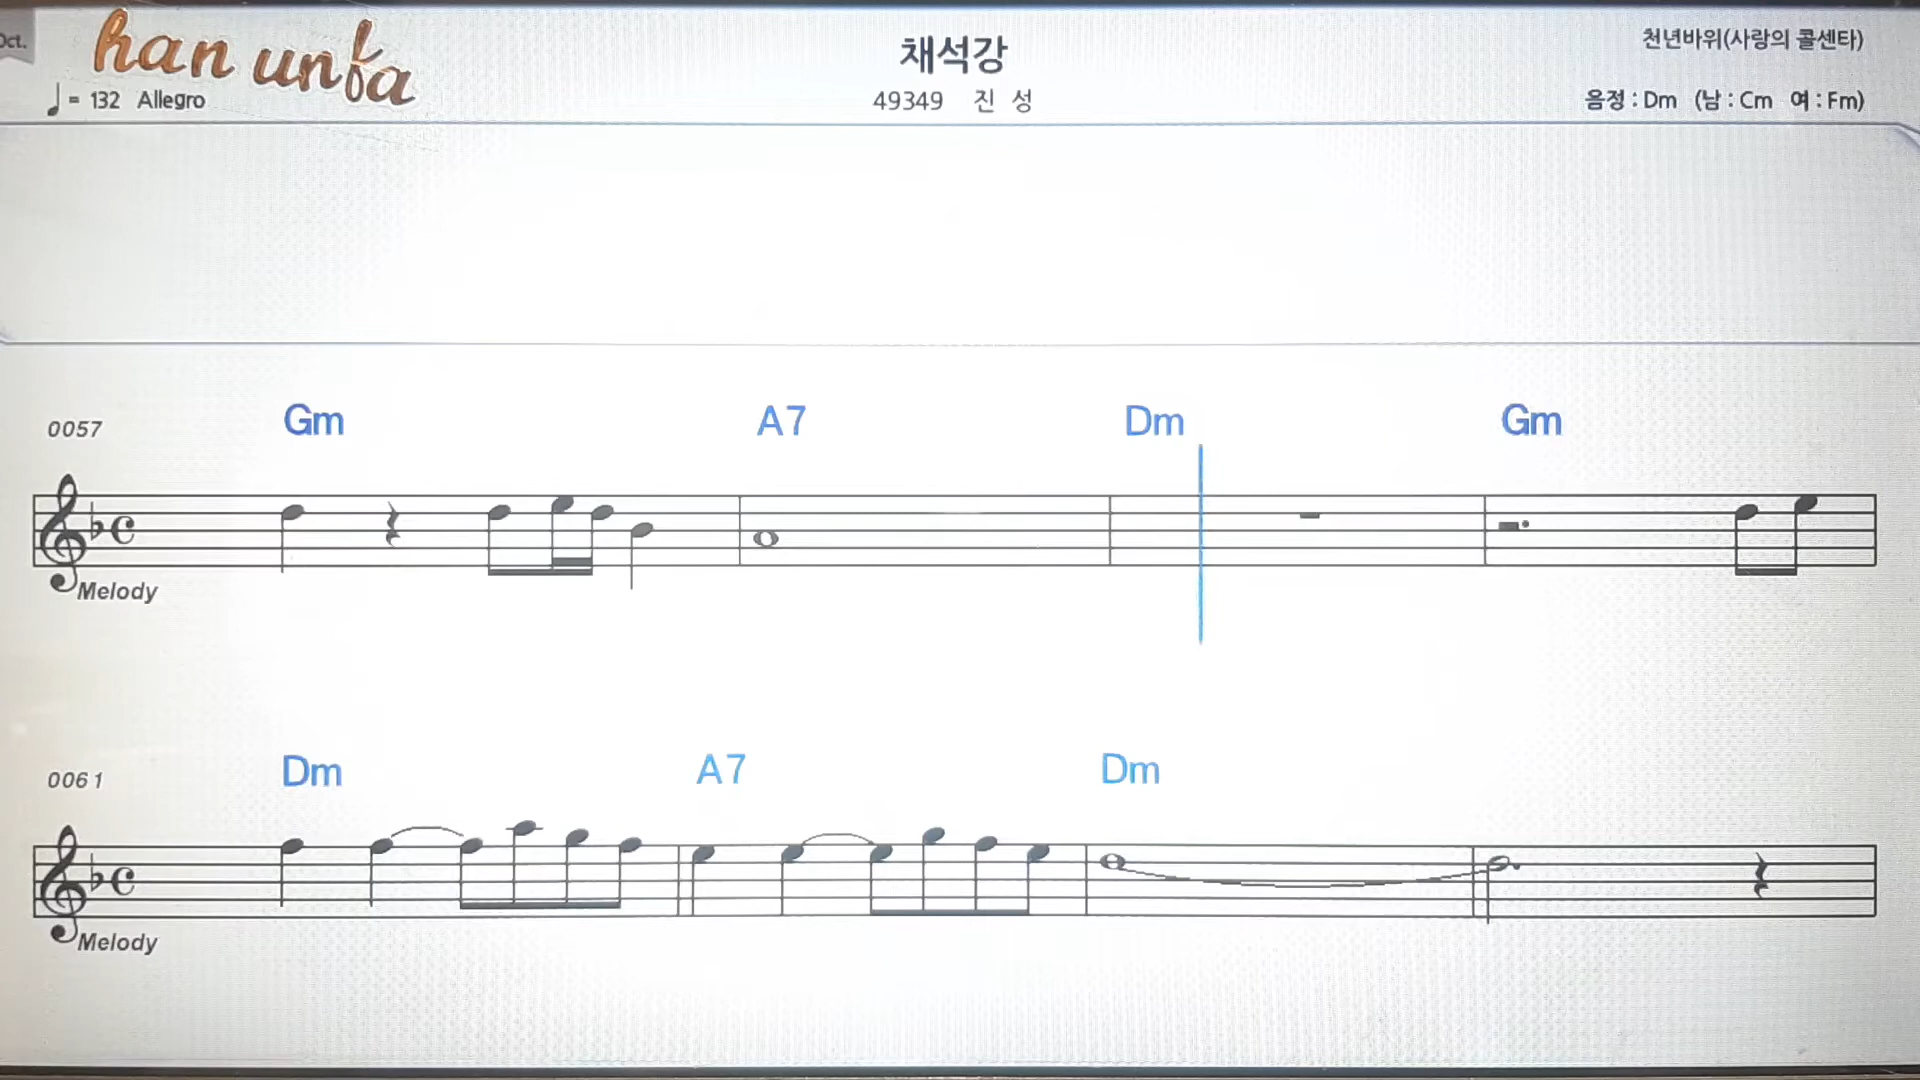 Oct.
han unfa
= 132 Allegro
채석강
49349 진 성
천년바위(사랑의 콜센타)
음정 : Dm (남 : Cm 여 : Fm)
0057 Gm A7 Dm Gm
Melody
0061 Dm A7 Dm
Melody